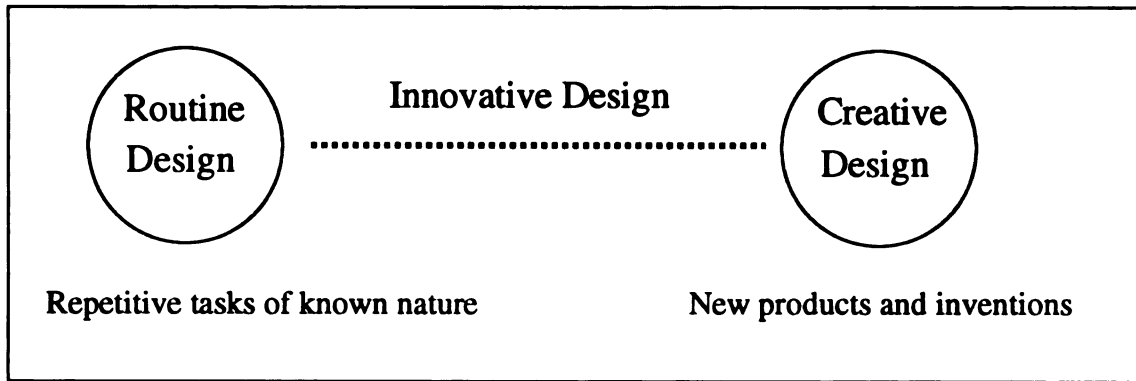 Routine
Design
Innovative Design
Creative
Design
Repetitive tasks of known nature
New products and inventions